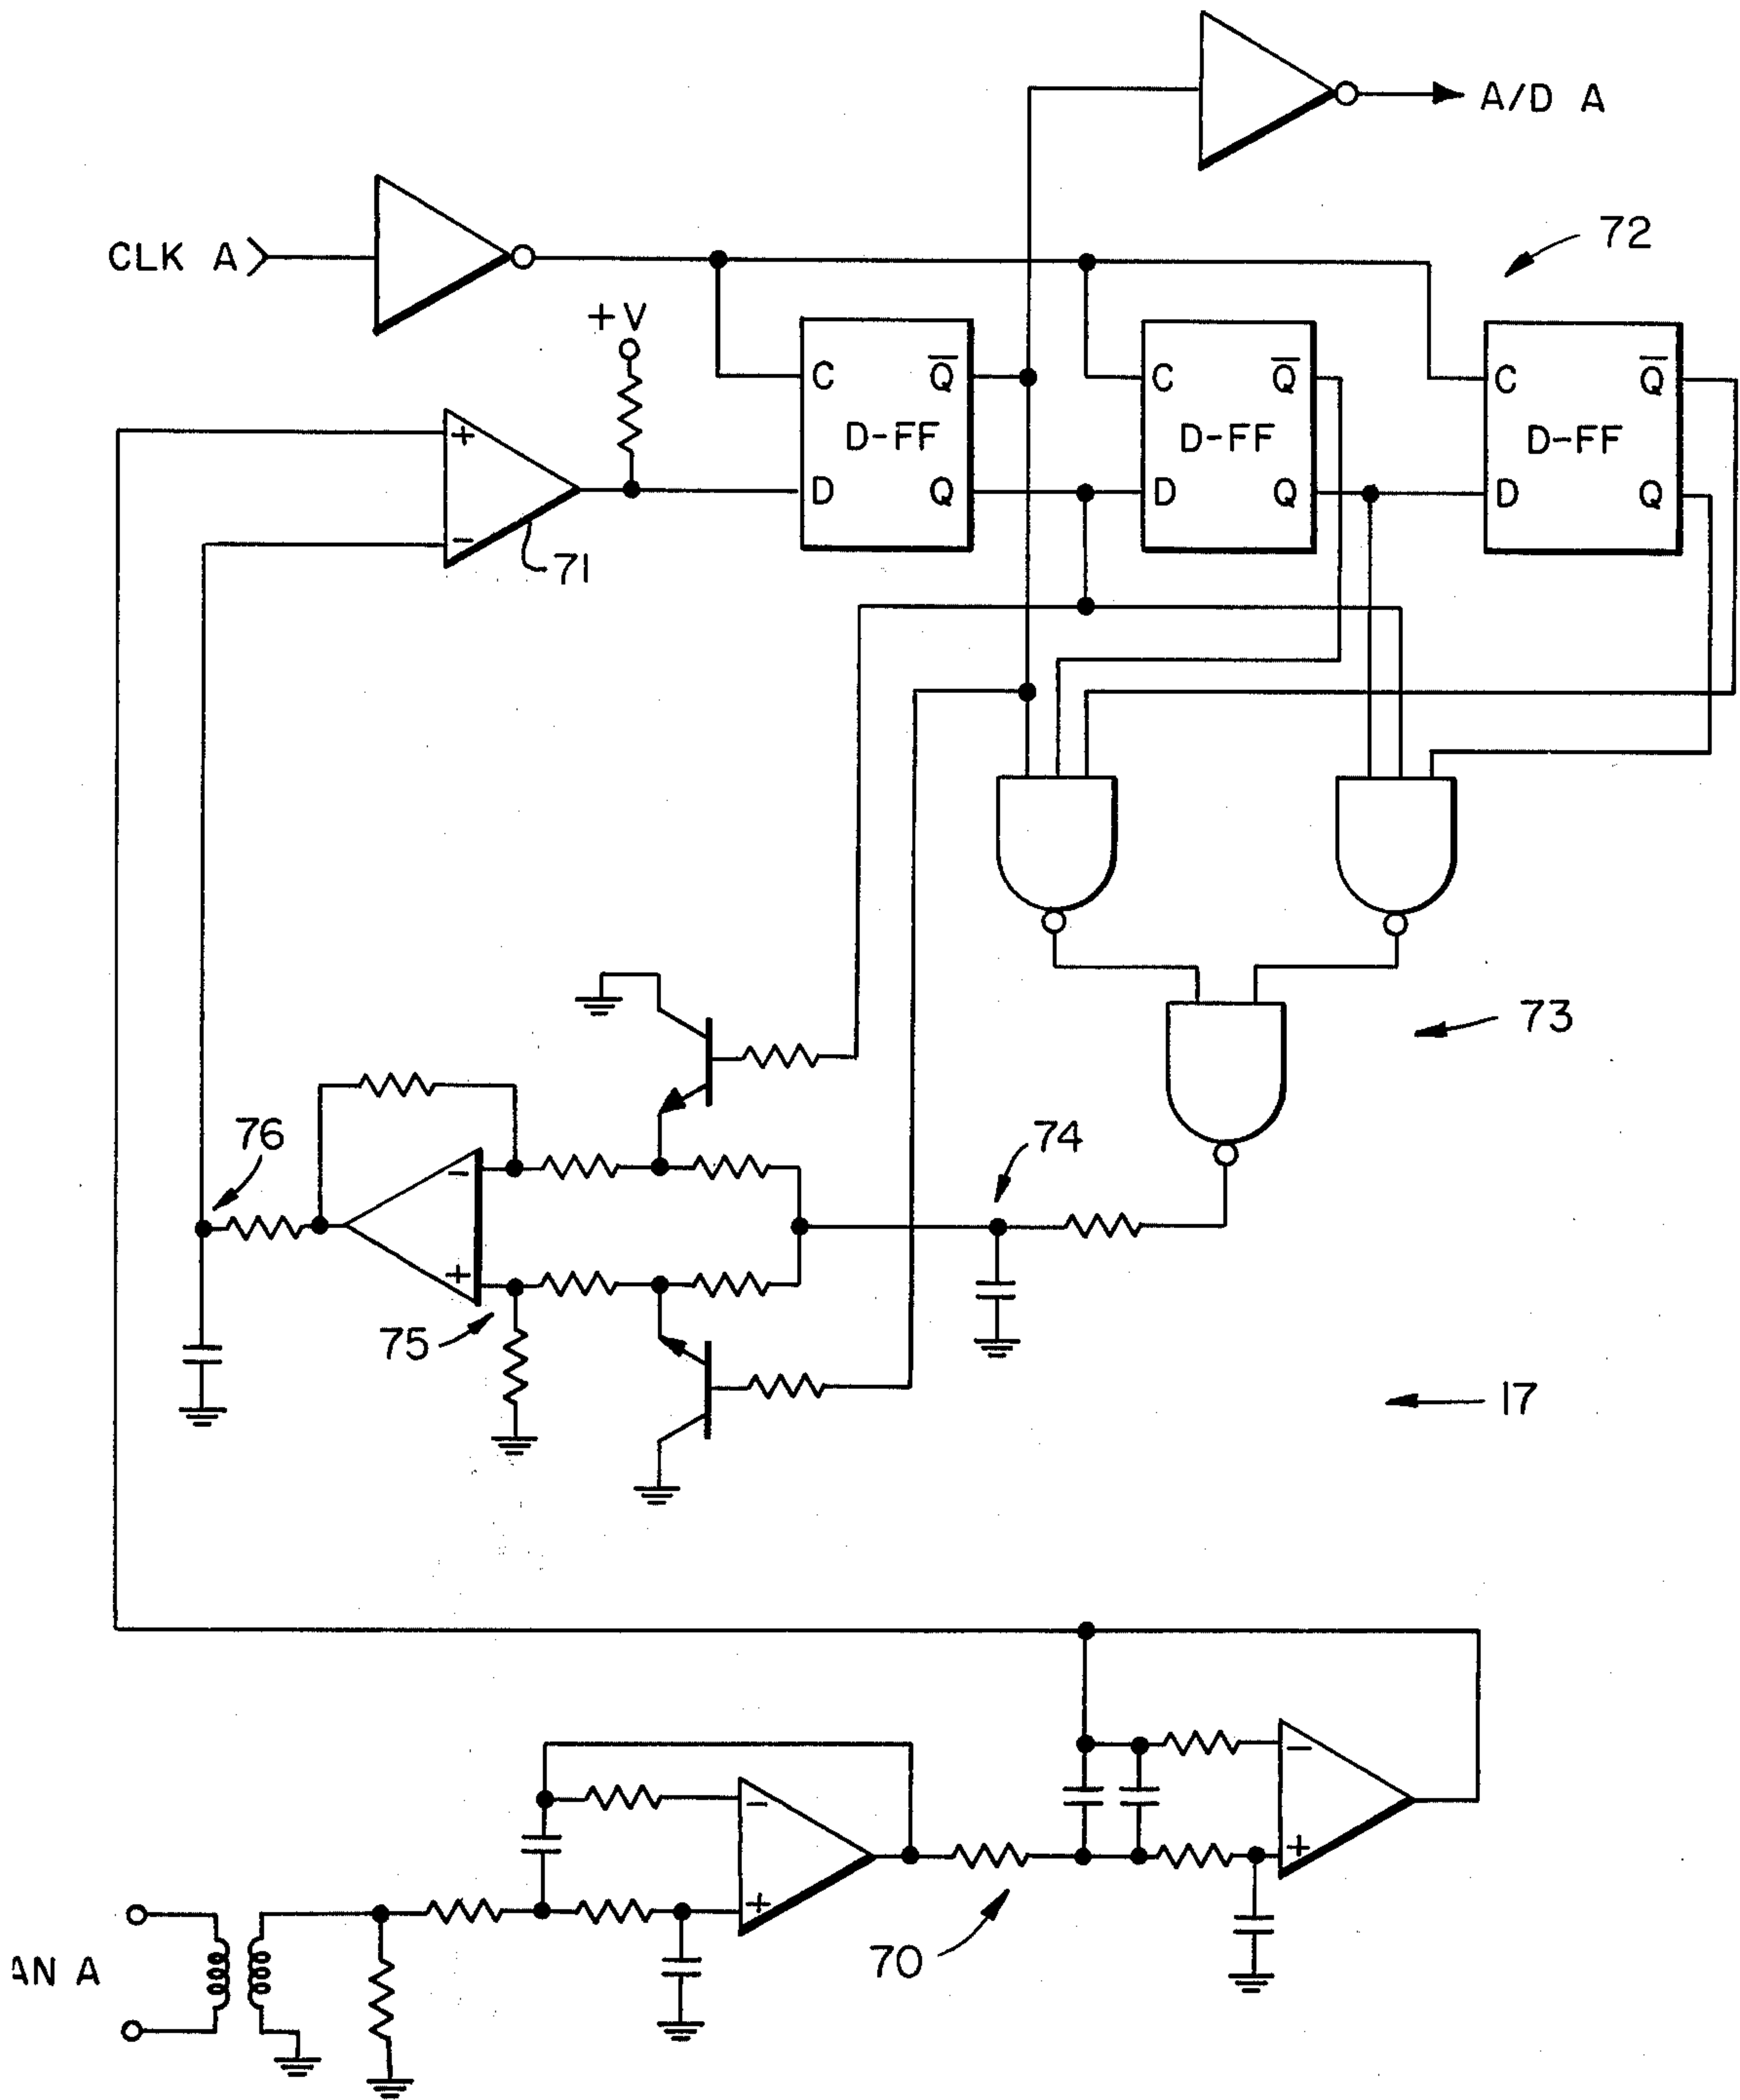 A/D A
72
CLK A
+V
C
Q̅
D-FF
D
Q
C
Q̅
D-FF
D
Q
C
Q̅
D-FF
D
Q
+
−
71
73
74
76
−
+
75
17
−
+
70
−
+
AN A